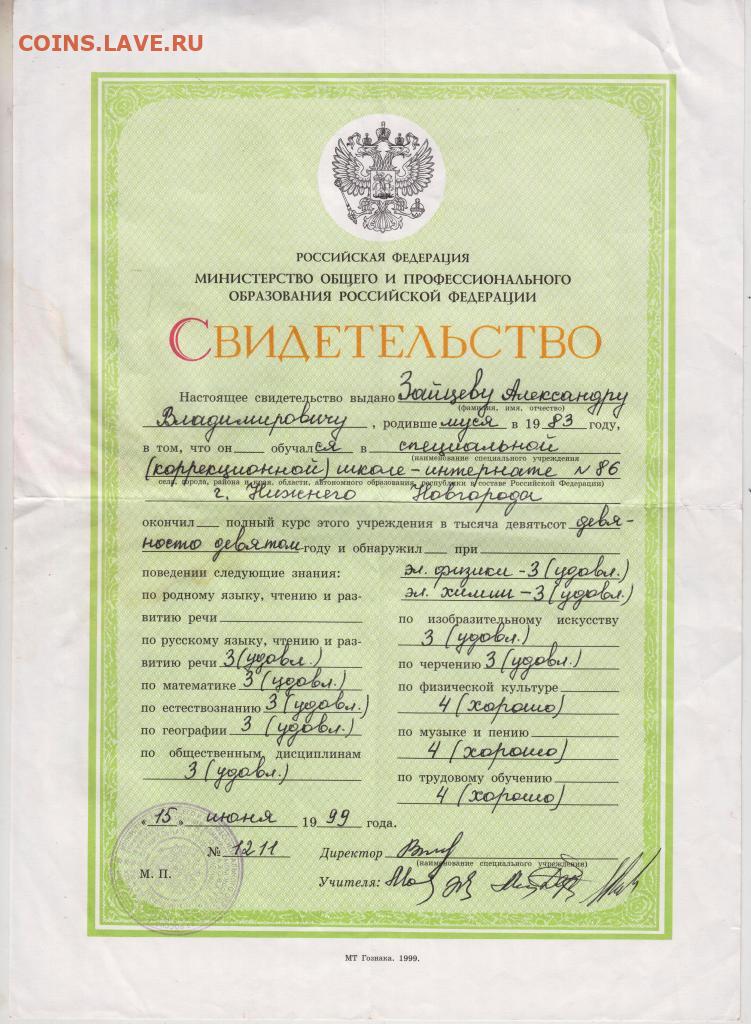 COINS.LAVE.RU
РОССИЙСКАЯ ФЕДЕРАЦИЯ
МИНИСТЕРСТВО ОБЩЕГО И ПРОФЕССИОНАЛЬНОГО
ОБРАЗОВАНИЯ РОССИЙСКОЙ ФЕДЕРАЦИИ
СВИДЕТЕЛЬСТВО
Настоящее свидетельство выдано Зайцеву Александру
(фамилия, имя, отчество)
Владимировичу, родившемуся в 1983 году,
в том, что он обучался в специальной
(наименование специального учреждения
(коррекционной) школе-интернате N 86
села, города, района и края, области, автономного образования, республики в составе Российской Федерации)
г. Нижнего Новгорода
окончил полный курс этого учреждения в тысяча девятьсот девя-
носто девятом году и обнаружил при
поведении следующие знания:
по родному языку, чтению и раз-
витию речи
по русскому языку, чтению и раз-
витию речи 3 (удовл.)
по математике 3 (удовл.)
по естествознанию 3 (удовл.)
по географии 3 (удовл.)
по общественным дисциплинам
3 (удовл.)
эл. физики - 3 (удовл.)
эл. химии - 3 (удовл.)
по изобразительному искусству
3 (удовл.)
по черчению 3 (удовл.)
по физической культуре
4 (хорошо)
по музыке и пению
4 (хорошо)
по трудовому обучению
4 (хорошо)
« 15 » июня 1999 года.
№ 1211 Директор
(наименование специального учреждения)
М. П. Учителя:
МТ Гознака. 1999.